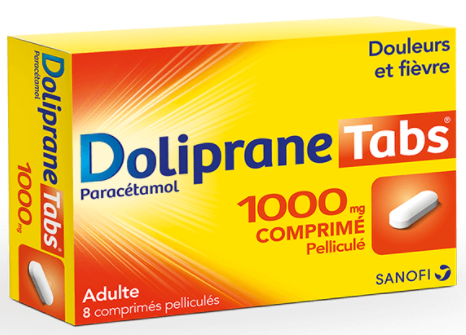 Doliprane
Paracétamol
Tabs®
1000 mg
Douleurs
et fièvre
Doliprane Tabs®
Paracétamol
1000 mg
COMPRIMÉ
Pelliculé
Adulte
8 comprimés pelliculés
SANOFI